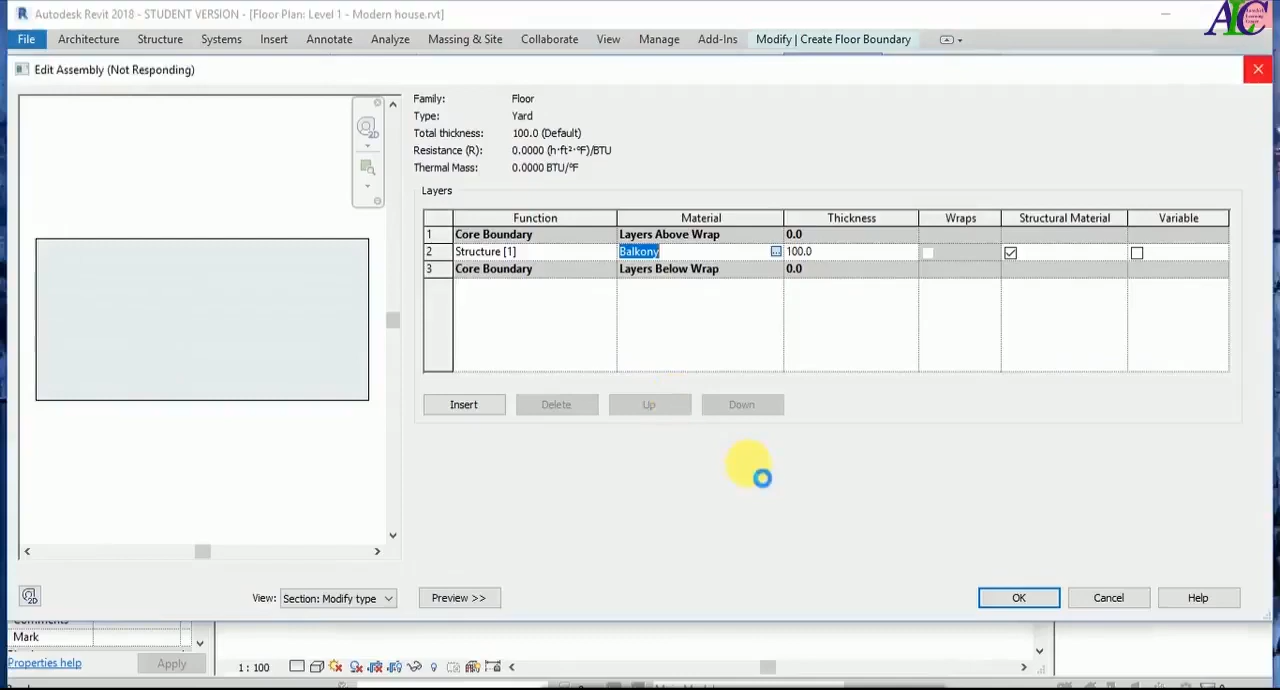 Autodesk Revit 2018 - STUDENT VERSION - [Floor Plan: Level 1 - Modern house.rvt]
ALC
File Architecture Structure Systems Insert Annotate Analyze Massing & Site View Manage Add-Ins Modify | Create Floor Boundary
Edit Assembly (Not Responding)
Family: Floor
Type: Yard
Total thickness: 100.0 (Default)
Resistance (R): 0.0000 (h·ft²·°F)/BTU
Thermal Mass: 0.0000 BTU/°F
Layers
Function Material Thickness Wraps Structural Material Variable
1 Core Boundary Layers Above Wrap 0.0
2 Structure [1] Balkony 100.0
3 Core Boundary Layers Below Wrap 0.0
Insert Delete Up Down
View: Section: Modify type Preview >> OK Cancel Help
Comments
Mark
Properties help Apply
1 : 100